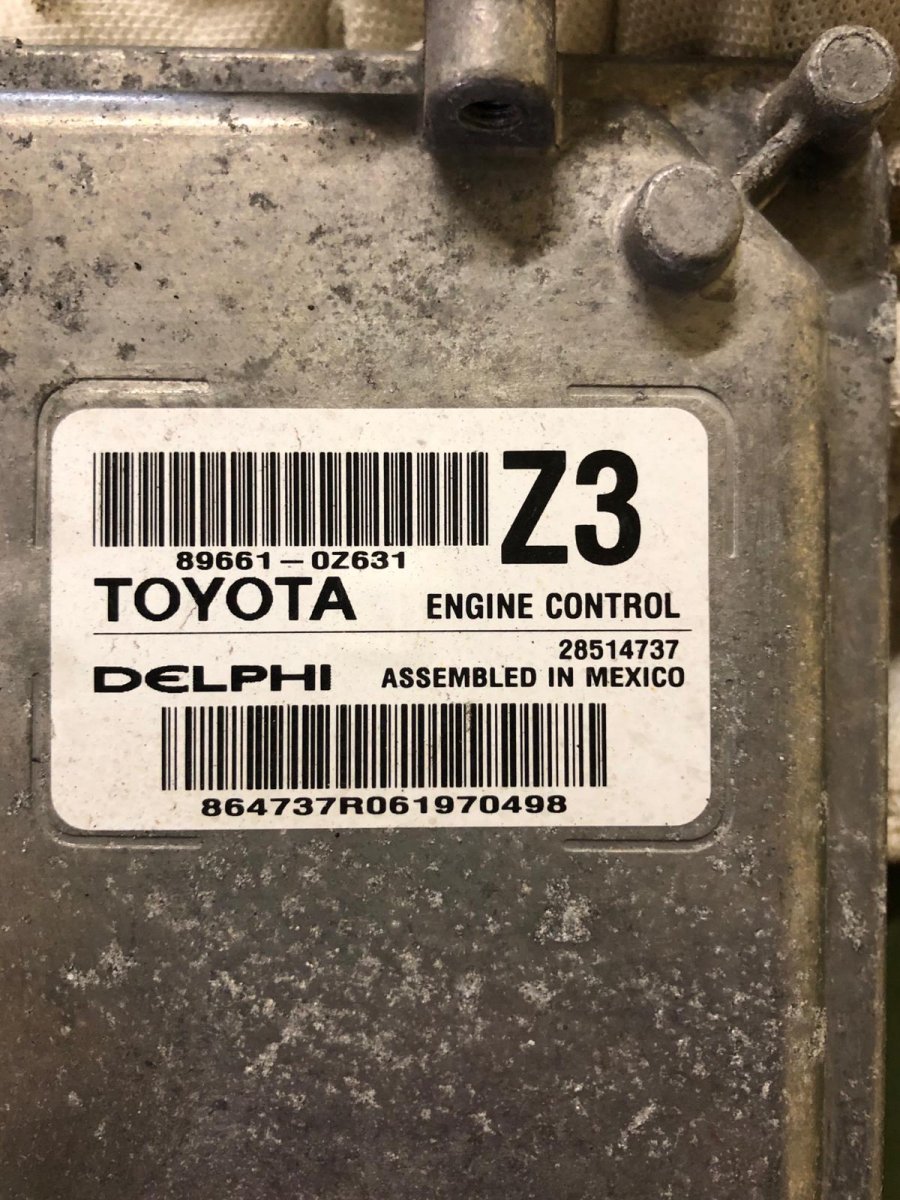 Z3
89661-0Z631
TOYOTA ENGINE CONTROL
28514737
DELPHI ASSEMBLED IN MEXICO
864737R061970498